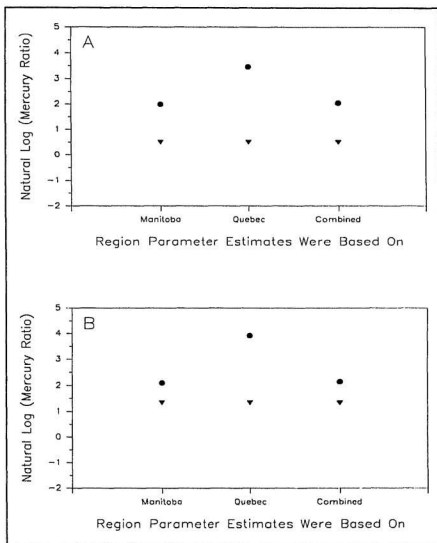 A
Natural Log (Mercury Ratio)
5
4
3
2
1
0
-1
-2
Manitoba Quebec Combined
Region Parameter Estimates Were Based On
B
Natural Log (Mercury Ratio)
5
4
3
2
1
0
-1
-2
Manitoba Quebec Combined
Region Parameter Estimates Were Based On